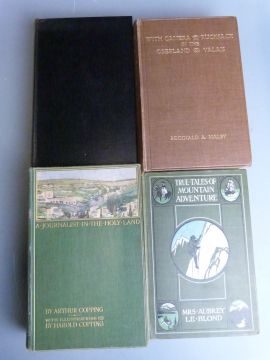 WITH CAMERA & RÜCKSACK
IN THE
OBERLAND & VALAIS
REGINALD A. MALBY
A·JOURNALIST·IN·THE·HOLY·LAND
BY ARTHUR COPPING
WITH ILLUSTRATIONS
BY HAROLD COPPING
TRUE·TALES OF
MOUNTAIN
ADVENTURE
MRS·AUBREY
LE·BLOND